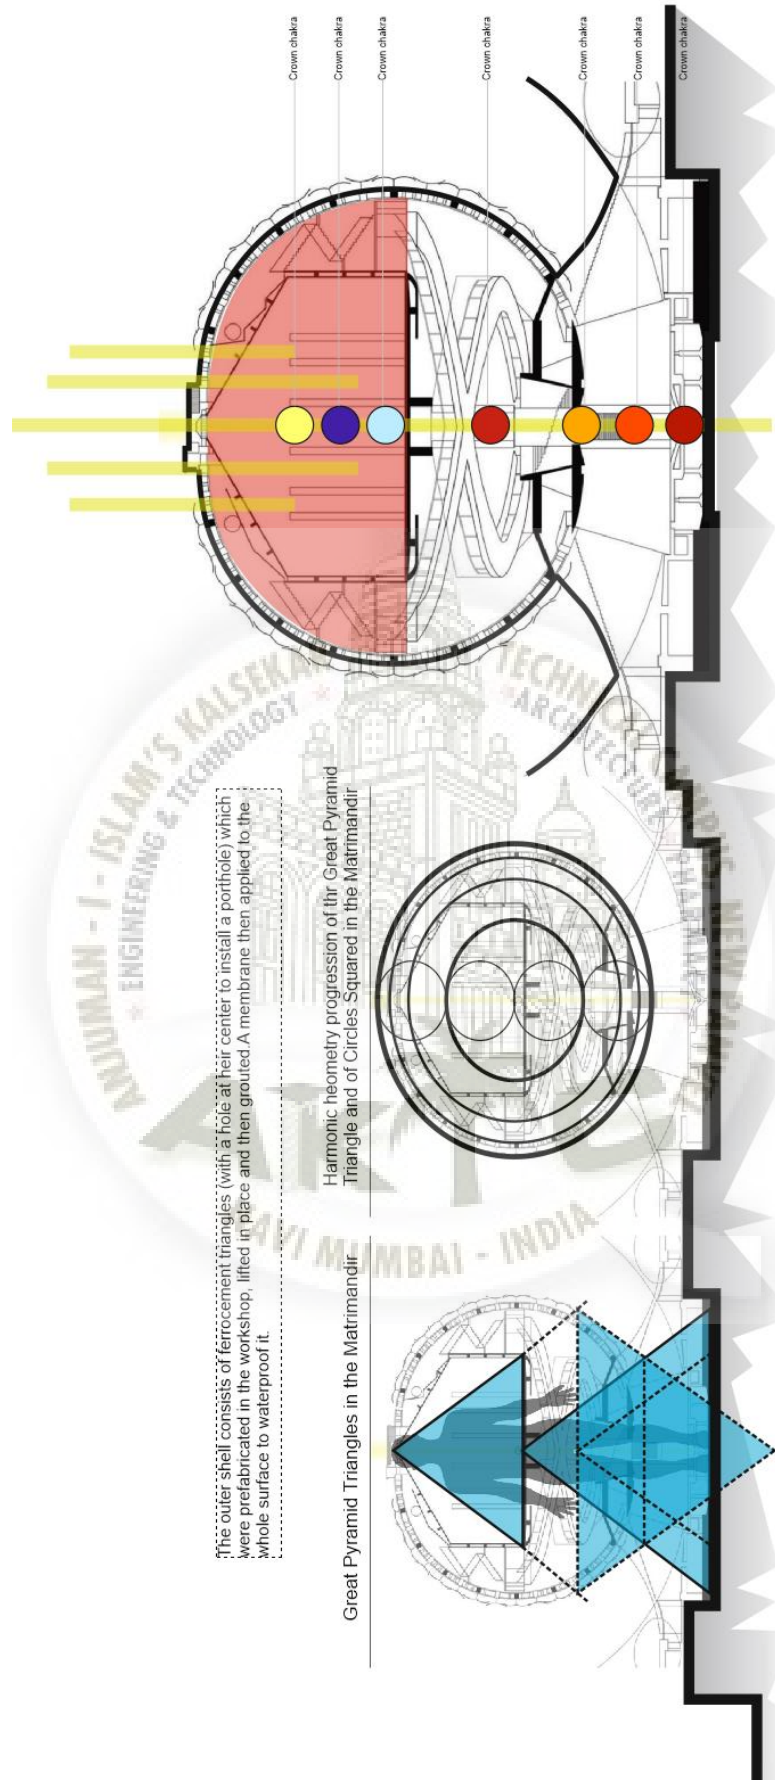 Crown chakra
Crown chakra
Crown chakra
Crown chakra
Crown chakra
Crown chakra
Crown chakra
The outer shell consists of ferrocement triangles (with a hole at heir center to install a porthole) which
were prefabricated in the workshop, lifted in place and then grouted.A membrane then applied to the
whole surface to waterproof it.
Great Pyramid Triangles in the Matrimandir
Harmonic heometry progression of thr Great Pyramid
Triangle and of Circles Squared in the Matrimandir
ANJUMAN - I - ISLAM'S KALSEKAR TECHNICAL CAMPUS NEW
ENGINEERING & TECHNOLOGY
ARCHITECTURE
AIKTC
NAVI MUMBAI - INDIA